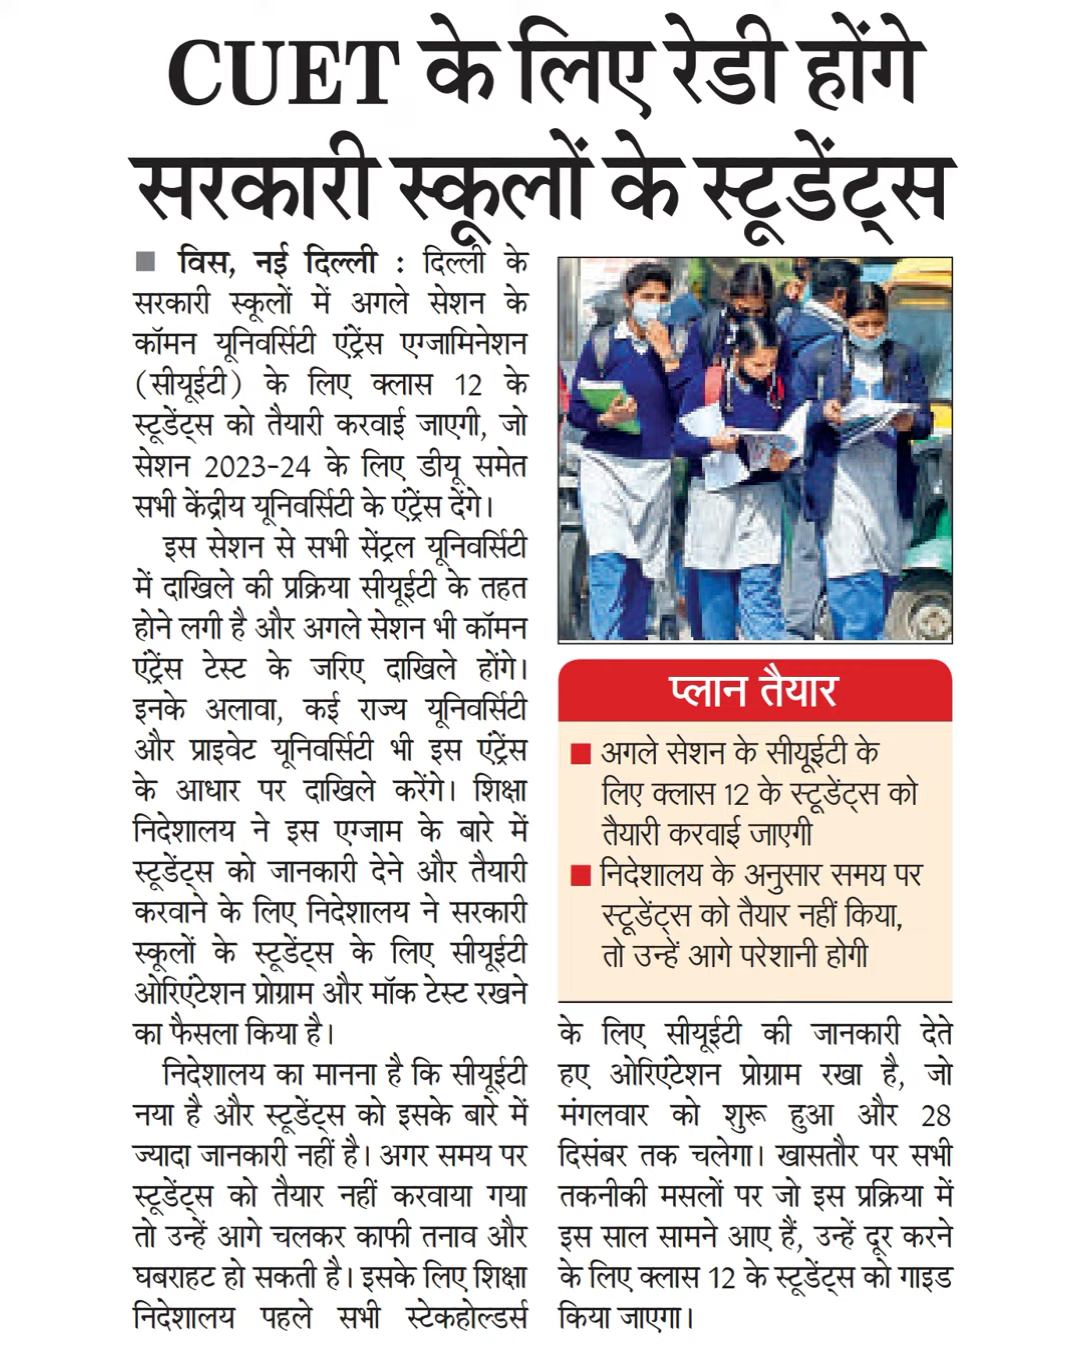 CUET के लिए रेडी होंगे
सरकारी स्कूलों के स्टूडेंट्स
■ विस, नई दिल्ली : दिल्ली के
सरकारी स्कूलों में अगले सेशन के
कॉमन यूनिवर्सिटी एंट्रेंस एग्जामिनेशन
(सीयूईटी) के लिए क्लास 12 के
स्टूडेंट्स को तैयारी करवाई जाएगी, जो
सेशन 2023-24 के लिए डीयू समेत
सभी केंद्रीय यूनिवर्सिटी के एंट्रेंस देंगे।
इस सेशन से सभी सेंट्रल यूनिवर्सिटी
में दाखिले की प्रक्रिया सीयूईटी के तहत
होने लगी है और अगले सेशन भी कॉमन
एंट्रेंस टेस्ट के जरिए दाखिले होंगे।
इनके अलावा, कई राज्य यूनिवर्सिटी
और प्राइवेट यूनिवर्सिटी भी इस एंट्रेंस
के आधार पर दाखिले करेंगे। शिक्षा
निदेशालय ने इस एग्जाम के बारे में
स्टूडेंट्स को जानकारी देने और तैयारी
करवाने के लिए निदेशालय ने सरकारी
स्कूलों के स्टूडेंट्स के लिए सीयूईटी
ओरिएंटेशन प्रोग्राम और मॉक टेस्ट रखने
का फैसला किया है।
निदेशालय का मानना है कि सीयूईटी
नया है और स्टूडेंट्स को इसके बारे में
ज्यादा जानकारी नहीं है। अगर समय पर
स्टूडेंट्स को तैयार नहीं करवाया गया
तो उन्हें आगे चलकर काफी तनाव और
घबराहट हो सकती है। इसके लिए शिक्षा
निदेशालय पहले सभी स्टेकहोल्डर्स
प्लान तैयार
■ अगले सेशन के सीयूईटी के
लिए क्लास 12 के स्टूडेंट्स को
तैयारी करवाई जाएगी
■ निदेशालय के अनुसार समय पर
स्टूडेंट्स को तैयार नहीं किया,
तो उन्हें आगे परेशानी होगी
के लिए सीयूईटी की जानकारी देते
हए ओरिएंटेशन प्रोग्राम रखा है, जो
मंगलवार को शुरू हुआ और 28
दिसंबर तक चलेगा। खासतौर पर सभी
तकनीकी मसलों पर जो इस प्रक्रिया में
इस साल सामने आए हैं, उन्हें दूर करने
के लिए क्लास 12 के स्टूडेंट्स को गाइड
किया जाएगा।